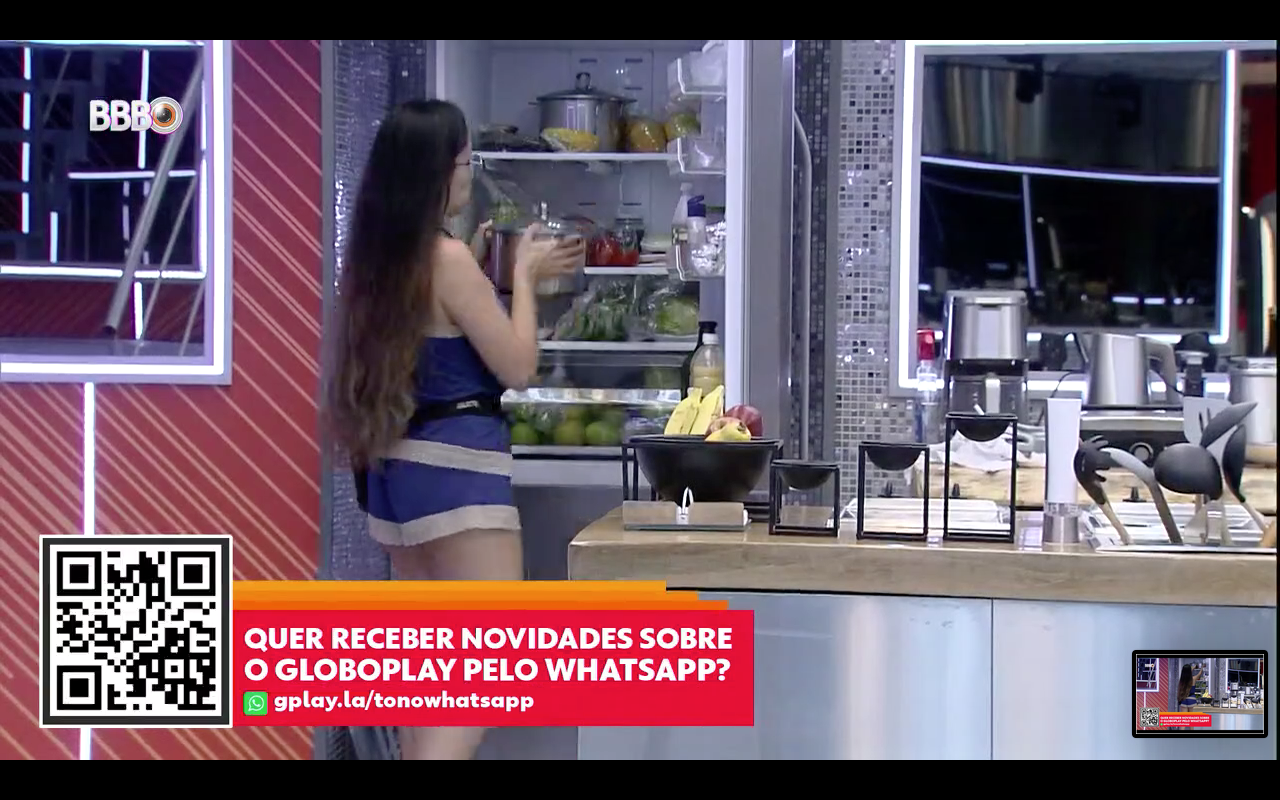 BBB
QUER RECEBER NOVIDADES SOBRE
O GLOBOPLAY PELO WHATSAPP?
gplay.la/tonowhatsapp